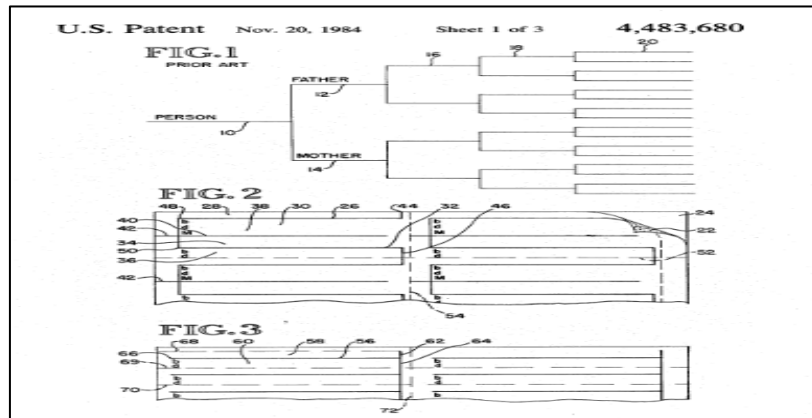 U.S. Patent Nov. 20, 1984 Sheet 1 of 3 4,483,680
FIG.1
PRIOR ART
16 18 20
FATHER
12
PERSON
10
MOTHER
14
FIG. 2
48 28 38 30 26 44 32 46 24
40
42
b
d
M
b
d
M
22
34
50
b
d
b
d
52
36
42
b
d
M
b
d
M
54
b
b
FIG.3
68 60 58 56 62 64
66
69
b
d
b
d
70
b
d
b
d
72
b
b